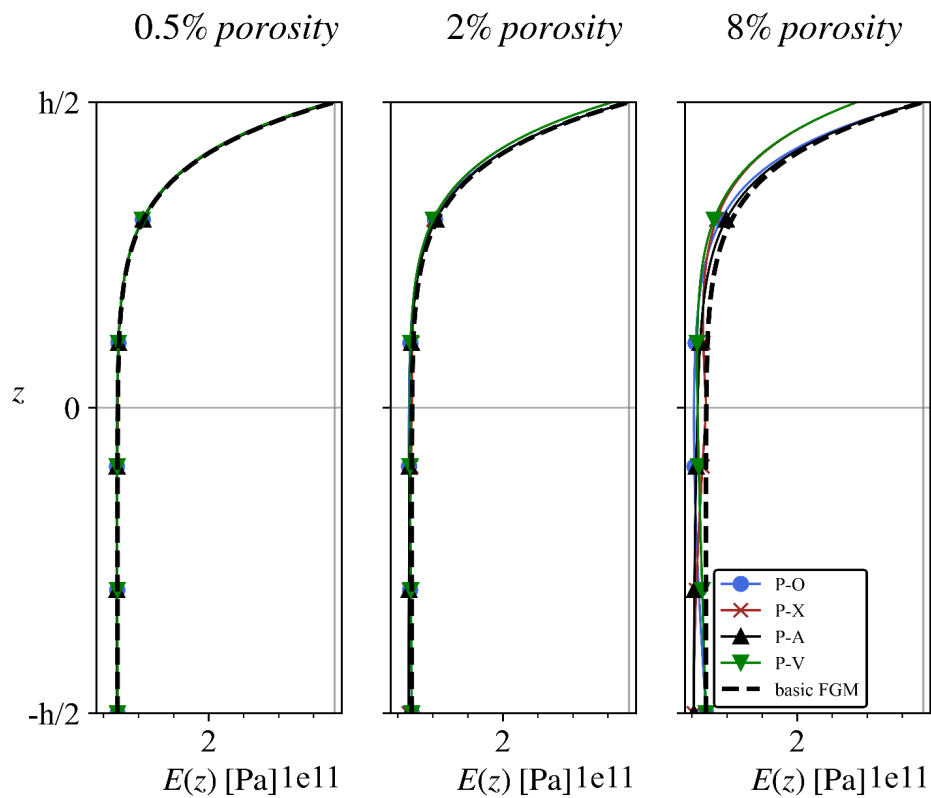 0.5% porosity 2% porosity 8% porosity
h/2
z
0
P-O
P-X
P-A
P-V
basic FGM
-h/2
2 2 2
E(z) [Pa] 1e11 E(z) [Pa] 1e11 E(z) [Pa] 1e11